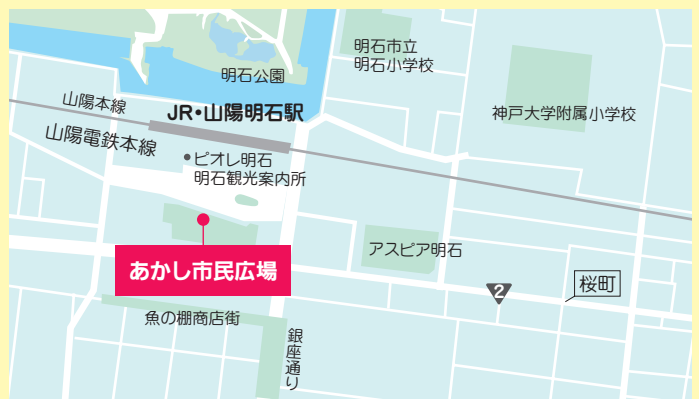 明石市立
明石小学校
明石公園
山陽本線
JR・山陽明石駅
神戸大学附属小学校
山陽電鉄本線
ピオレ明石
明石観光案内所
アスピア明石
あかし市民広場
2
桜町
魚の棚商店街
銀座通り